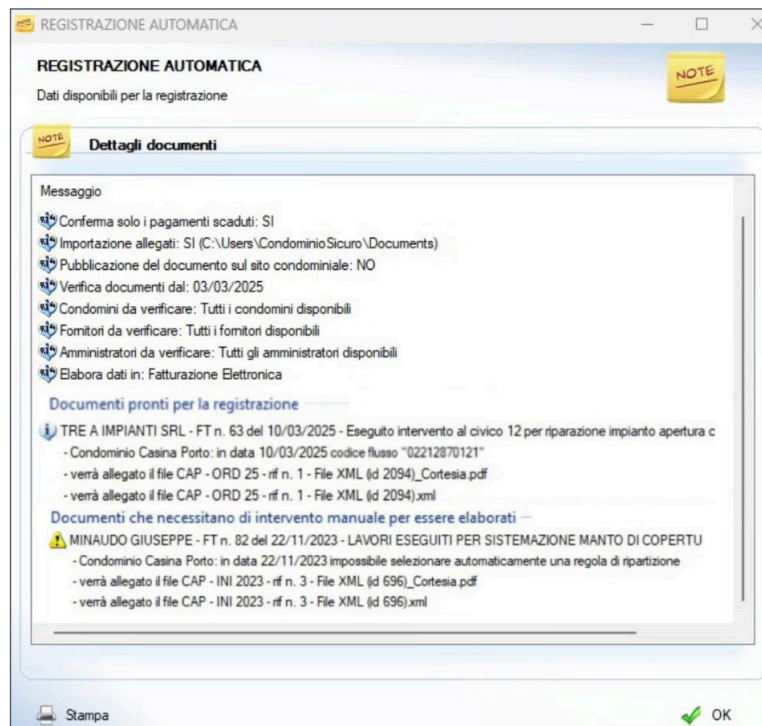 REGISTRAZIONE AUTOMATICA
REGISTRAZIONE AUTOMATICA
NOTE
Dati disponibili per la registrazione
NOTE
Dettagli documenti
Messaggio
Conferma solo i pagamenti scaduti: SI
Importazione allegati: SI (C:\Users\CondominioSicuro\Documents)
Pubblicazione del documento sul sito condominiale: NO
Verifica documenti dal: 03/03/2025
Condomini da verificare: Tutti i condomini disponibili
Fornitori da verificare: Tutti i fornitori disponibili
Amministratori da verificare: Tutti gli amministratori disponibili
Elabora dati in: Fatturazione Elettronica
Documenti pronti per la registrazione
TRE A IMPIANTI SRL - FT n. 63 del 10/03/2025 - Eseguito intervento al civico 12 per riparazione impianto apertura c
- Condominio Casina Porto: in data 10/03/2025 codice flusso "02212870121"
- verrà allegato il file CAP - ORD 25 - rif n. 1 - File XML (id 2094)_Cortesia.pdf
- verrà allegato il file CAP - ORD 25 - rif n. 1 - File XML (id 2094).xml
Documenti che necessitano di intervento manuale per essere elaborati
MINAUDO GIUSEPPE - FT n. 82 del 22/11/2023 - LAVORI ESEGUITI PER SISTEMAZIONE MANTO DI COPERTU
- Condominio Casina Porto: in data 22/11/2023 impossibile selezionare automaticamente una regola di ripartizione
- verrà allegato il file CAP - INI 2023 - rif n. 3 - File XML (id 696)_Cortesia.pdf
- verrà allegato il file CAP - INI 2023 - rif n. 3 - File XML (id 696).xml
Stampa
OK